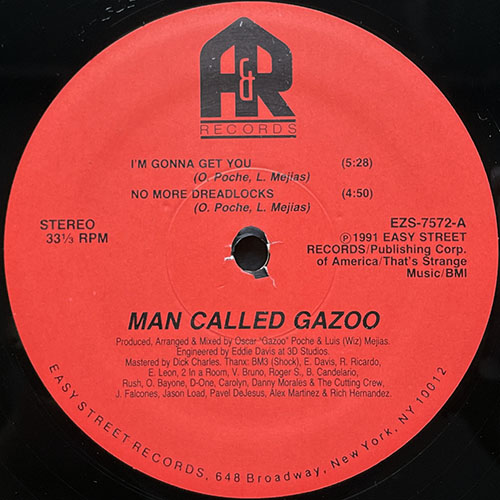 A&R
RECORDS
I'M GONNA GET YOU (5:28)
(O. Poche, L. Mejias)
NO MORE DREADLOCKS (4:50)
(O. Poche, L. Mejias)
STEREO
33⅓ RPM
EZS-7572-A
Ⓟ1991 EASY STREET
RECORDS/Publishing Corp.
of America/That's Strange
Music/BMI
MAN CALLED GAZOO
Produced, Arranged & Mixed by Oscar "Gazoo" Poche & Luis (Wiz) Mejias.
Engineered by Eddie Davis at 3D Studios.
Mastered by Dick Charles. Thanx: BM3 (Shock), E. Davis, R. Ricardo,
E. Leon, 2 In a Room, V. Bruno, Roger S., B. Candelario,
Rush, O. Bayone, D-One, Carolyn, Danny Morales & The Cutting Crew,
J. Falcones, Jason Load, Pavel DeJesus, Alex Martinez & Rich Hernandez.
EASY STREET RECORDS, 648 Broadway, New York, NY 10012